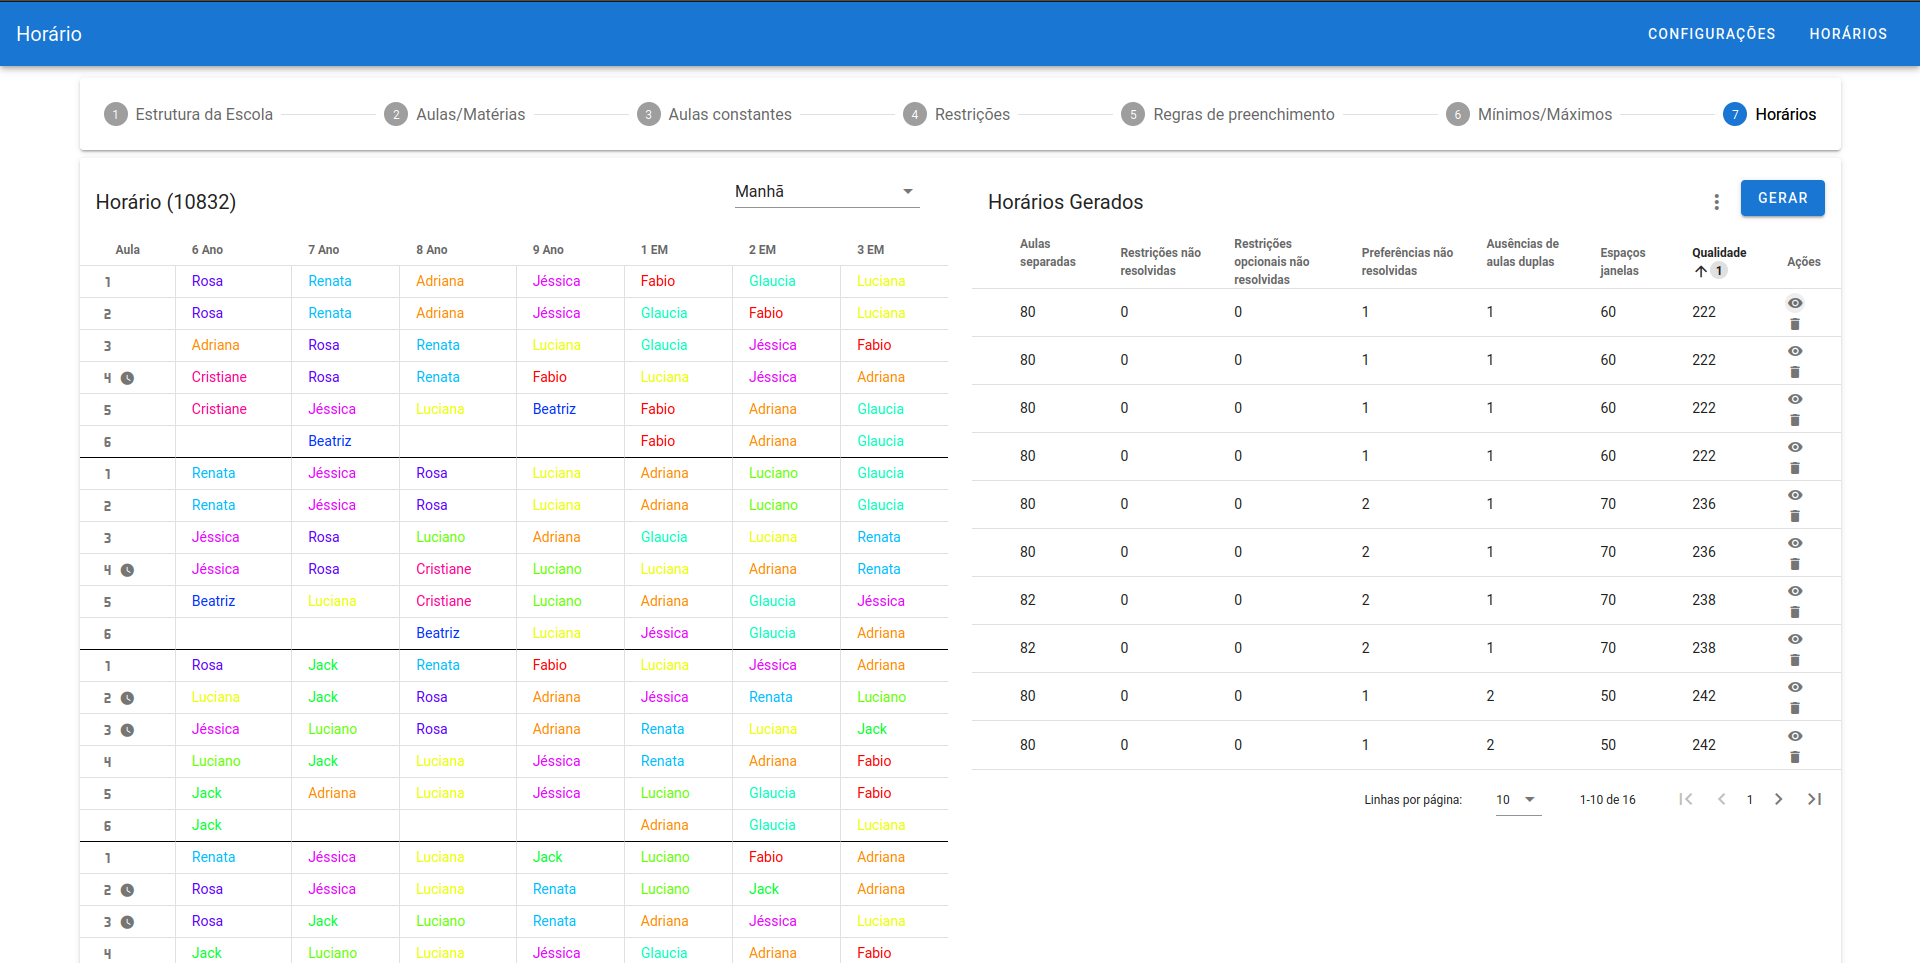 Horário
CONFIGURAÇÕES HORÁRIOS
1 Estrutura da Escola 2 Aulas/Matérias 3 Aulas constantes 4 Restrições 5 Regras de preenchimento 6 Mínimos/Máximos 7 Horários
Horário (10832) Manhã
Aula 6 Ano 7 Ano 8 Ano 9 Ano 1 EM 2 EM 3 EM
1 Rosa Renata Adriana Jéssica Fabio Glaucia Luciana
2 Rosa Renata Adriana Jéssica Glaucia Fabio Luciana
3 Adriana Rosa Renata Luciana Glaucia Jéssica Fabio
4 Cristiane Rosa Renata Fabio Luciana Jéssica Adriana
5 Cristiane Jéssica Luciana Beatriz Fabio Adriana Glaucia
6 Beatriz Fabio Adriana Glaucia
1 Renata Jéssica Rosa Luciana Adriana Luciano Glaucia
2 Renata Jéssica Rosa Luciana Adriana Luciano Glaucia
3 Jéssica Rosa Luciano Adriana Glaucia Luciana Renata
4 Jéssica Rosa Cristiane Luciano Luciana Adriana Renata
5 Beatriz Luciana Cristiane Luciano Adriana Glaucia Jéssica
6 Beatriz Luciana Jéssica Glaucia Adriana
1 Rosa Jack Renata Fabio Luciana Jéssica Adriana
2 Luciana Jack Rosa Adriana Jéssica Renata Luciano
3 Jéssica Luciano Rosa Adriana Renata Luciana Jack
4 Luciano Jack Luciana Jéssica Renata Adriana Fabio
5 Jack Adriana Luciana Jéssica Luciano Glaucia Fabio
6 Jack Adriana Glaucia Luciana
1 Renata Jéssica Luciana Jack Luciano Fabio Adriana
2 Rosa Jéssica Luciana Renata Luciano Jack Adriana
3 Rosa Jack Luciano Renata Adriana Jéssica Luciana
4 Jack Luciano Luciana Jéssica Glaucia Adriana Fabio
Horários Gerados
GERAR
Aulas separadas Restrições não resolvidas Restrições opcionais não resolvidas Preferências não resolvidas Ausências de aulas duplas Espaços janelas Qualidade 1 Ações
80 0 0 1 1 60 222
80 0 0 1 1 60 222
80 0 0 1 1 60 222
80 0 0 1 1 60 222
80 0 0 2 1 70 236
80 0 0 2 1 70 236
82 0 0 2 1 70 238
82 0 0 2 1 70 238
80 0 0 1 2 50 242
80 0 0 1 2 50 242
Linhas por página: 10 1-10 de 16 1